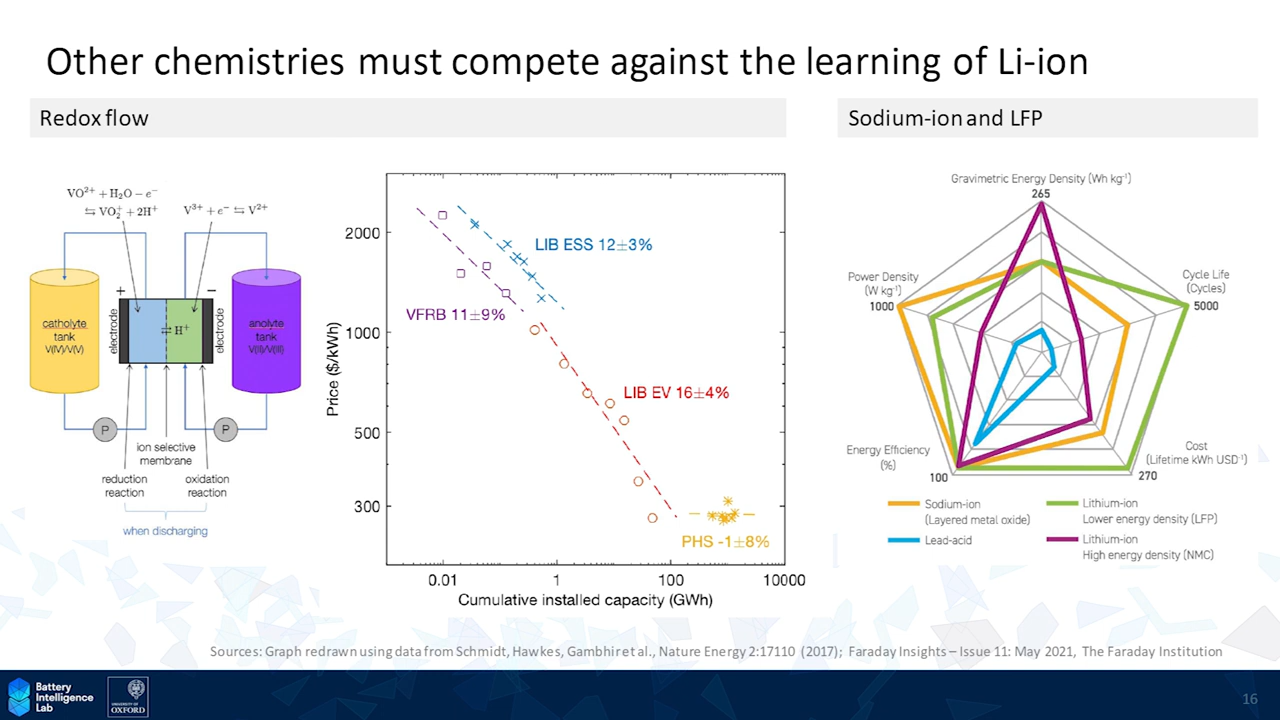 Other chemistries must compete against the learning of Li-ion
Redox flow
VO²⁺ + H₂O – e⁻
⇆ VO₂⁺ + 2H⁺
V³⁺ + e⁻ ⇆ V²⁺
+
−
catholyte
tank
V(IV)/V(V)
electrode
H⁺
electrode
anolyte
tank
V(II)/V(III)
P
P
ion selective
membrane
reduction
reaction
oxidation
reaction
when discharging
Price ($/kWh)
2000
1000
500
300
LIB ESS 12±3%
VFRB 11±9%
LIB EV 16±4%
PHS -1±8%
0.01
1
100
10000
Cumulative installed capacity (GWh)
Sodium-ion and LFP
Gravimetric Energy Density (Wh kg⁻¹)
265
Power Density
(W kg⁻¹)
1000
Cycle Life
(Cycles)
5000
Energy Efficiency
(%)
100
Cost
(Lifetime kWh USD⁻¹)
270
Sodium-ion
(Layered metal oxide)
Lead-acid
Lithium-ion
Lower energy density (LFP)
Lithium-ion
High energy density (NMC)
Sources: Graph redrawn using data from Schmidt, Hawkes, Gambhir et al., Nature Energy 2:17110 (2017); Faraday Insights – Issue 11: May 2021, The Faraday Institution
Battery
Intelligence
Lab
UNIVERSITY OF
OXFORD
16